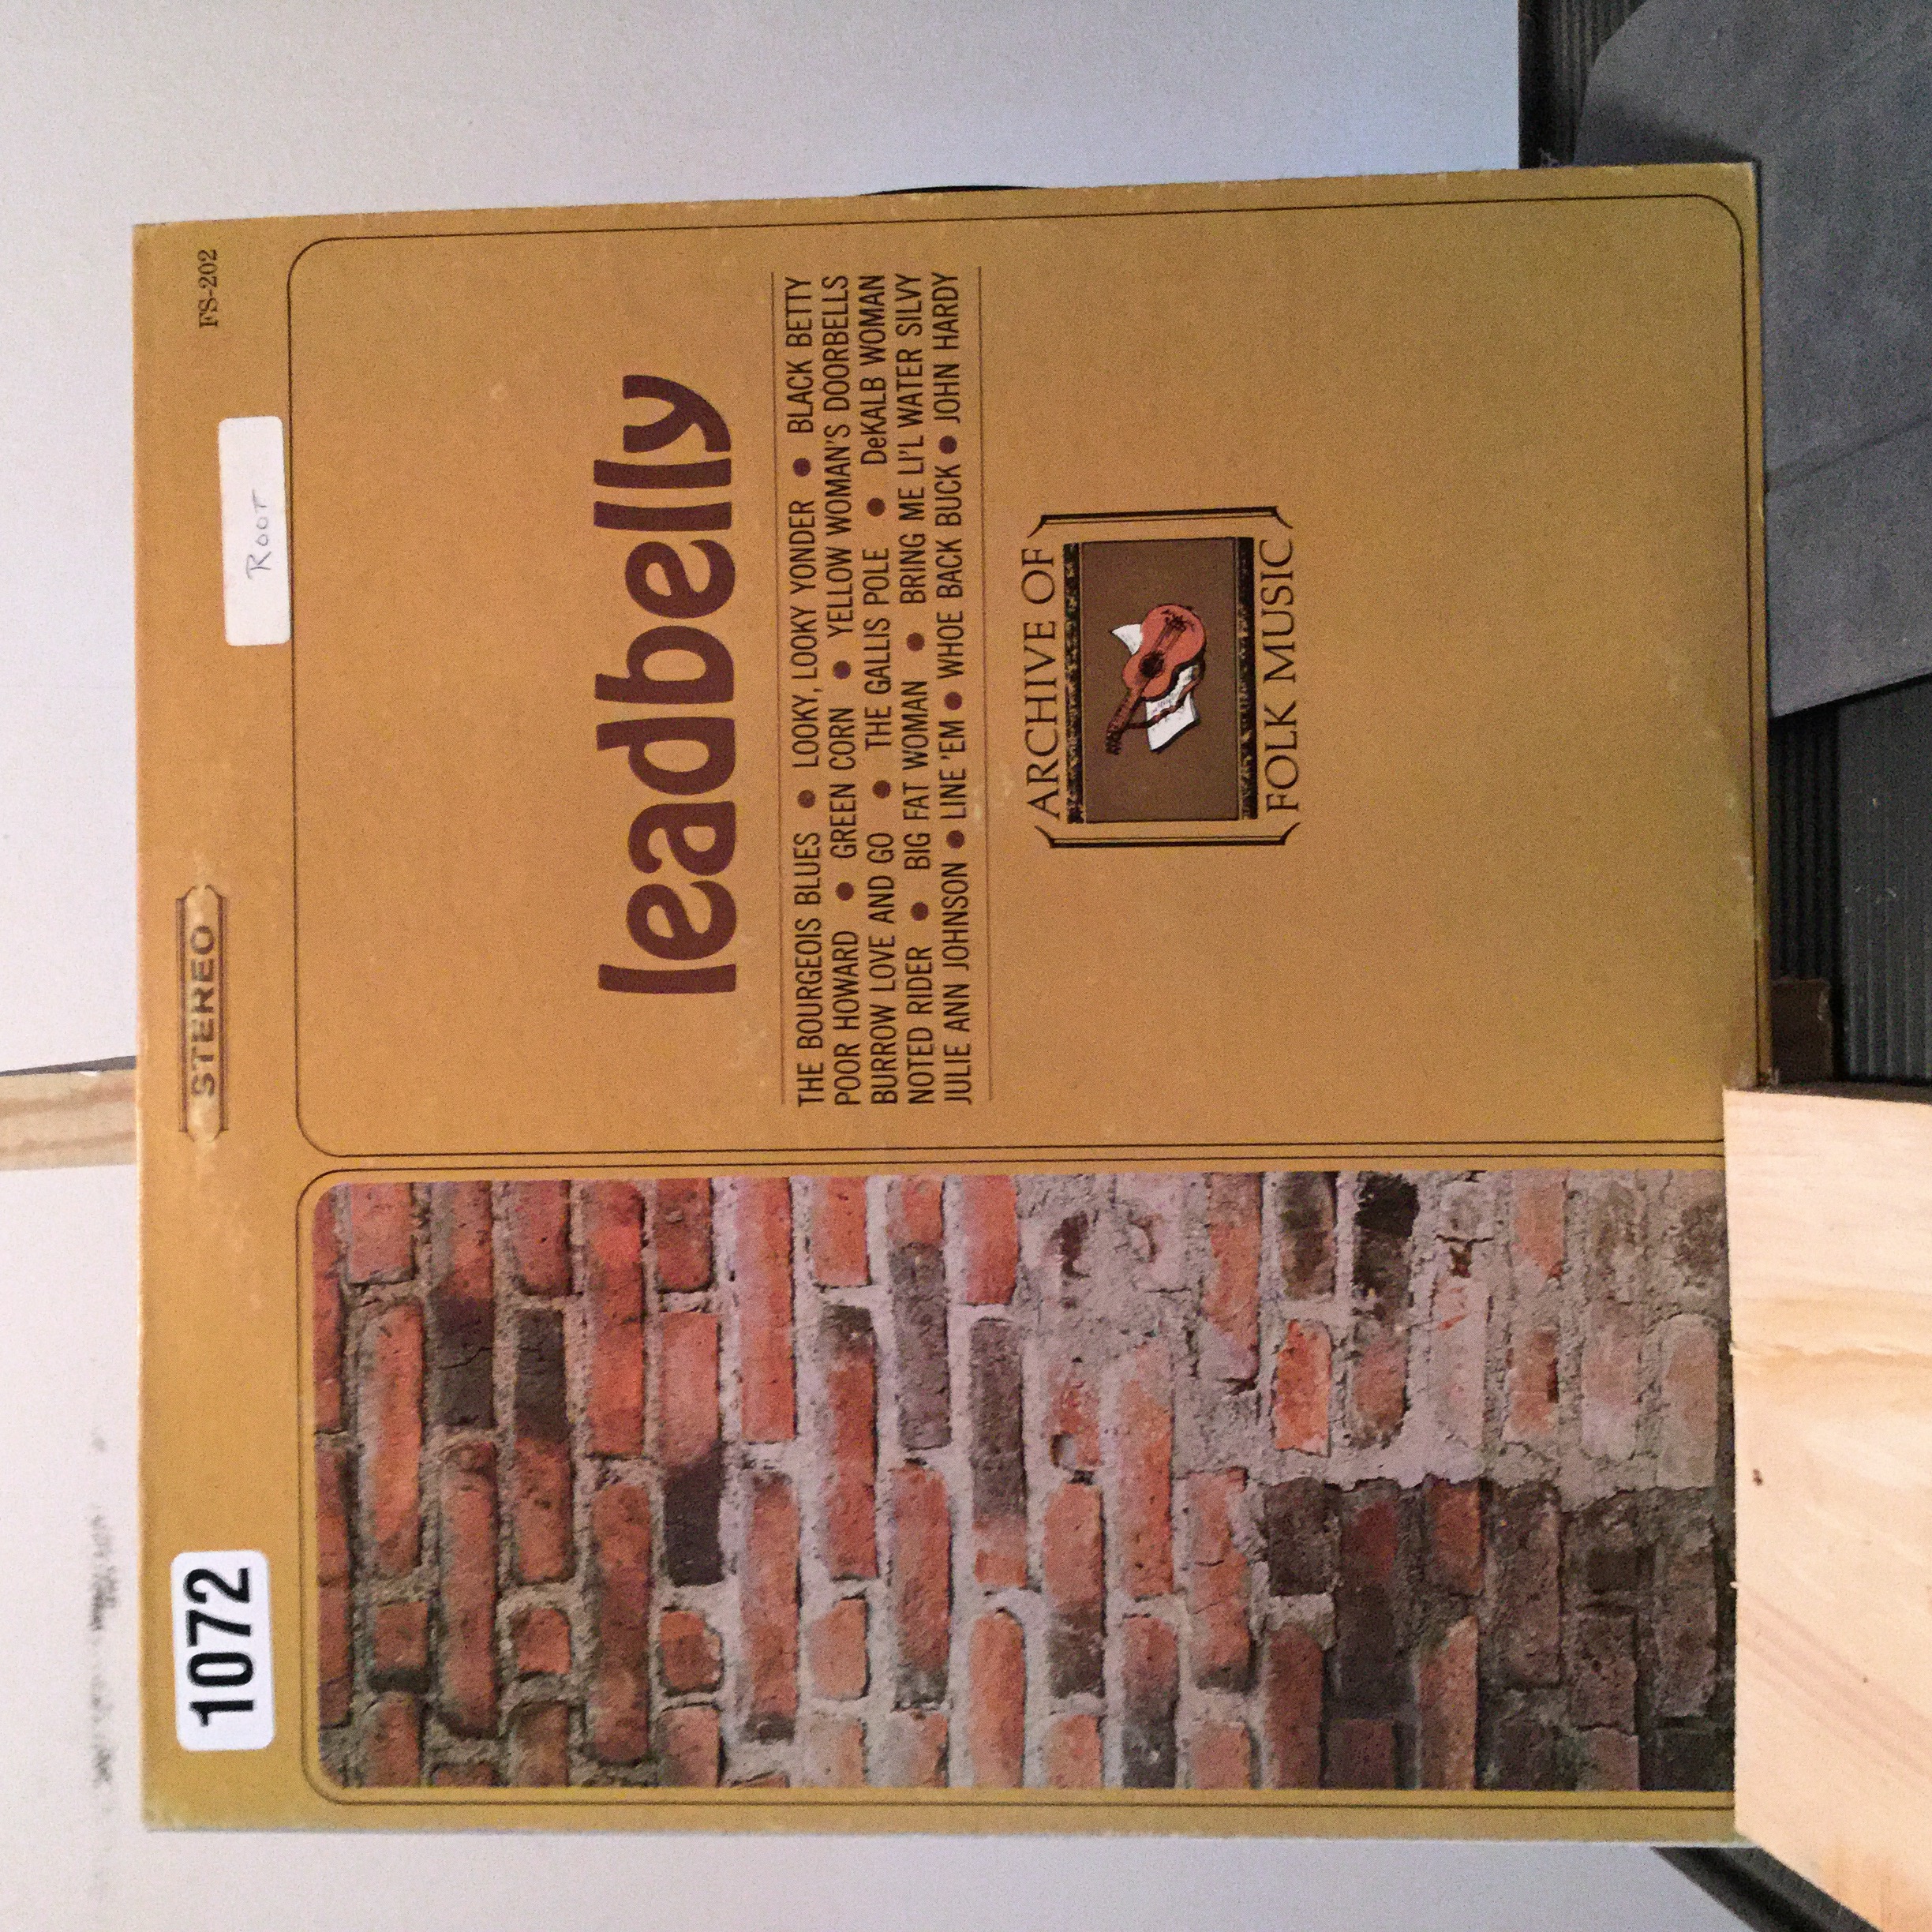 1072
STEREO
ROOT
FS-202
leadbelly
THE BOURGEOIS BLUES • LOOKY, LOOKY YONDER • BLACK BETTY
POOR HOWARD • GREEN CORN • YELLOW WOMAN'S DOORBELLS
BURROW LOVE AND GO • THE GALLIS POLE • DeKALB WOMAN
NOTED RIDER • BIG FAT WOMAN • BRING ME LI'L WATER SILVY
JULIE ANN JOHNSON • LINE 'EM • WHOE BACK BUCK • JOHN HARDY
ARCHIVE OF
FOLK MUSIC